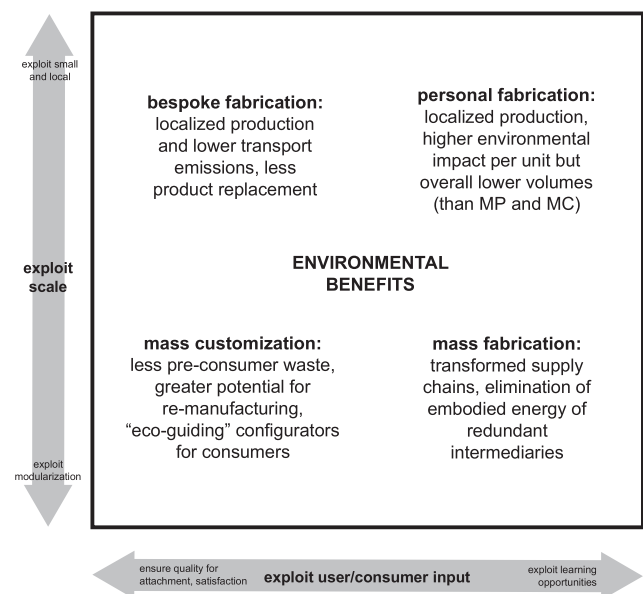 exploit small
and local
bespoke fabrication:
localized production
and lower transport
emissions, less
product replacement
personal fabrication:
localized production,
higher environmental
impact per unit but
overall lower volumes
(than MP and MC)
exploit
scale
ENVIRONMENTAL
BENEFITS
mass customization:
less pre-consumer waste,
greater potential for
re-manufacturing,
“eco-guiding” configurators
for consumers
mass fabrication:
transformed supply
chains, elimination of
embodied energy of
redundant
intermediaries
exploit
modularization
ensure quality for
attachment, satisfaction
exploit user/consumer input
exploit learning
opportunities